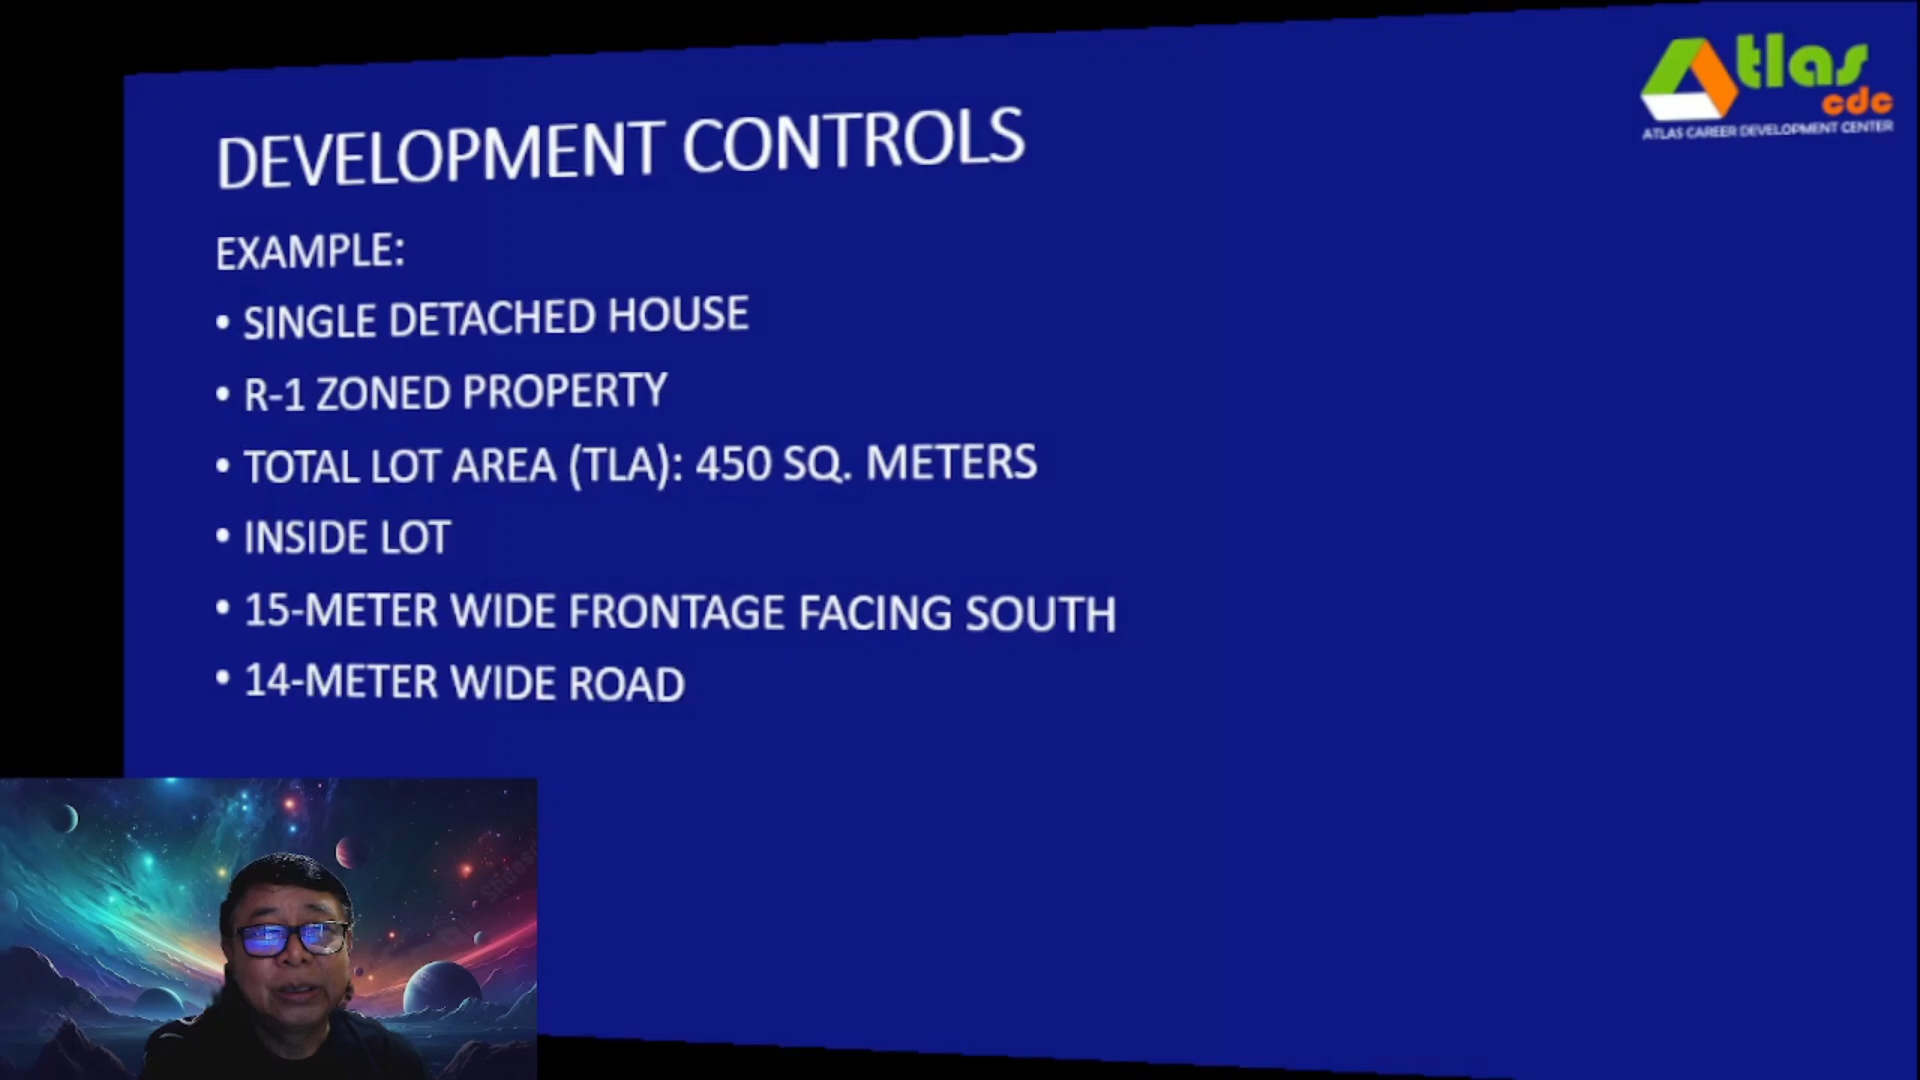 Atlas
cdc
ATLAS CAREER DEVELOPMENT CENTER
DEVELOPMENT CONTROLS
EXAMPLE:
• SINGLE DETACHED HOUSE
• R-1 ZONED PROPERTY
• TOTAL LOT AREA (TLA): 450 SQ. METERS
• INSIDE LOT
• 15-METER WIDE FRONTAGE FACING SOUTH
• 14-METER WIDE ROAD